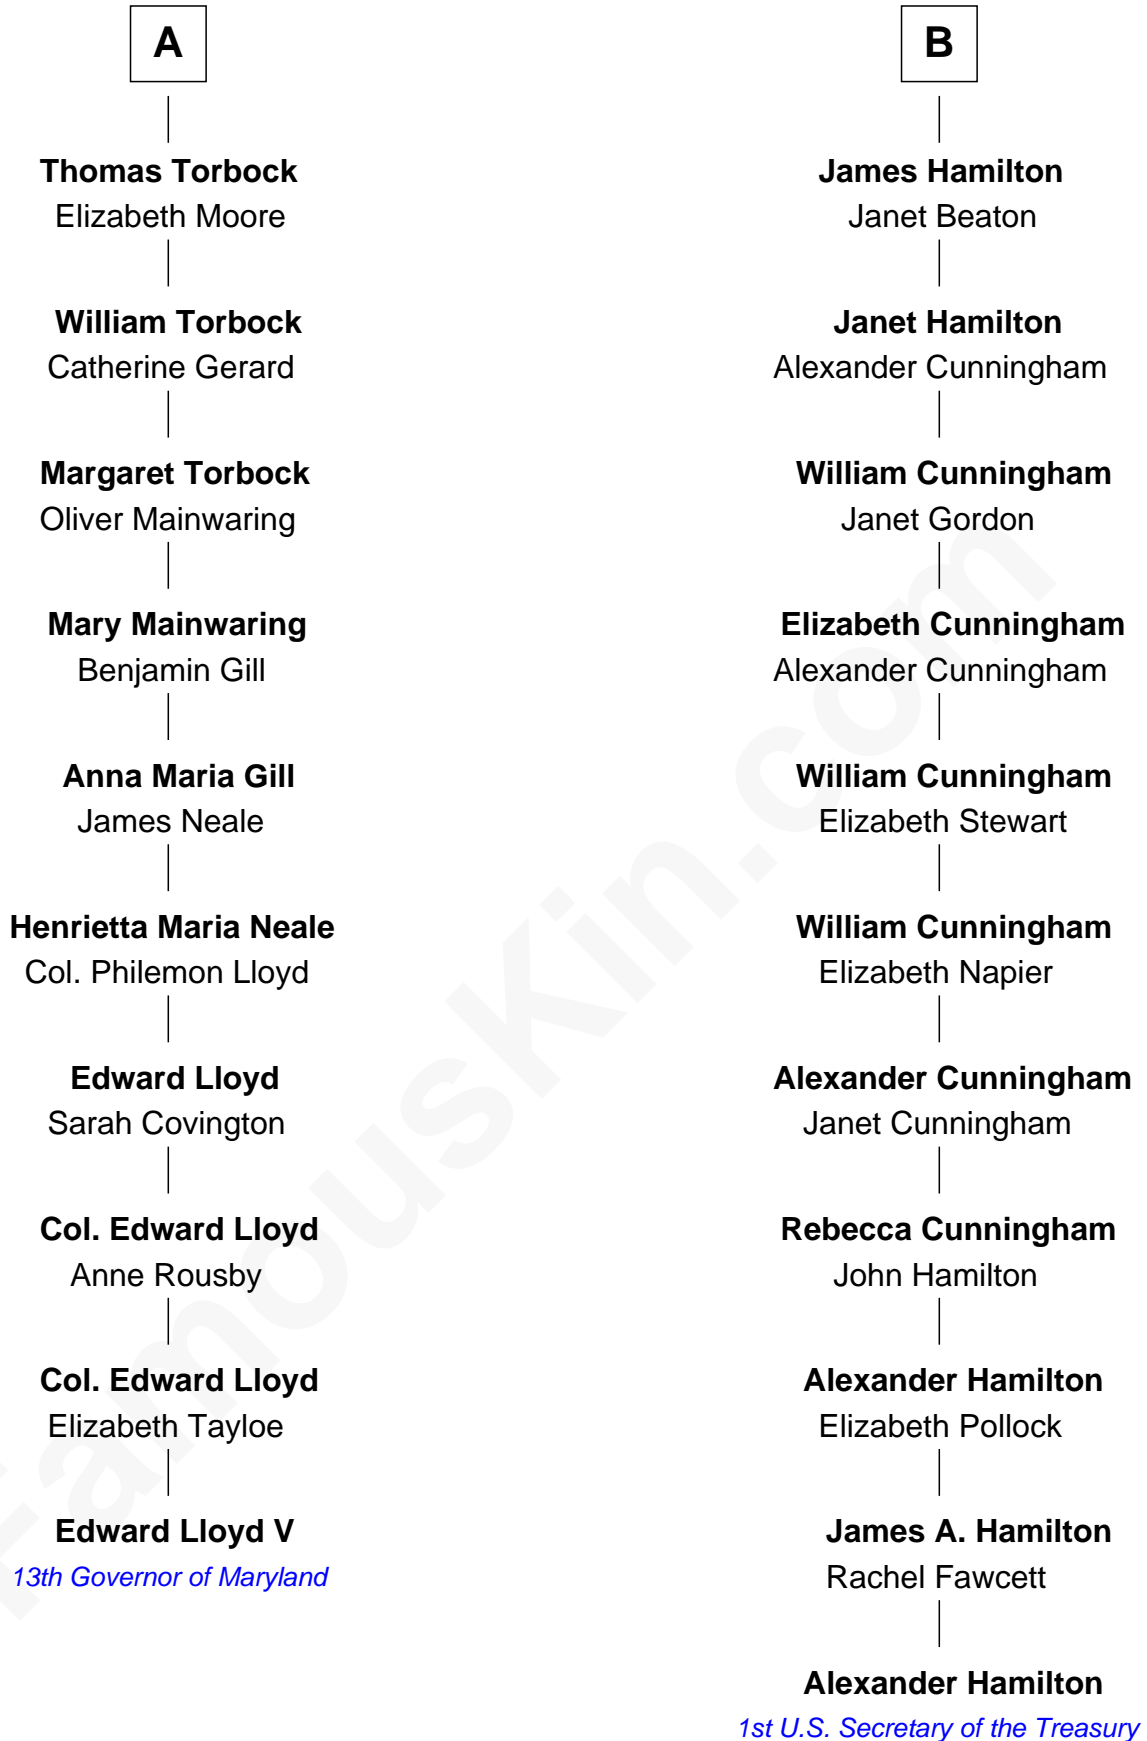 A
Thomas Torbock
Elizabeth Moore
William Torbock
Catherine Gerard
Margaret Torbock
Oliver Mainwaring
Mary Mainwaring
Benjamin Gill
Anna Maria Gill
James Neale
Henrietta Maria Neale
Col. Philemon Lloyd
Edward Lloyd
Sarah Covington
Col. Edward Lloyd
Anne Rousby
Col. Edward Lloyd
Elizabeth Tayloe
Edward Lloyd V
13th Governor of Maryland
B
James Hamilton
Janet Beaton
Janet Hamilton
Alexander Cunningham
William Cunningham
Janet Gordon
Elizabeth Cunningham
Alexander Cunningham
William Cunningham
Elizabeth Stewart
William Cunningham
Elizabeth Napier
Alexander Cunningham
Janet Cunningham
Rebecca Cunningham
John Hamilton
Alexander Hamilton
Elizabeth Pollock
James A. Hamilton
Rachel Fawcett
Alexander Hamilton
1st U.S. Secretary of the Treasury
FamousKin.com